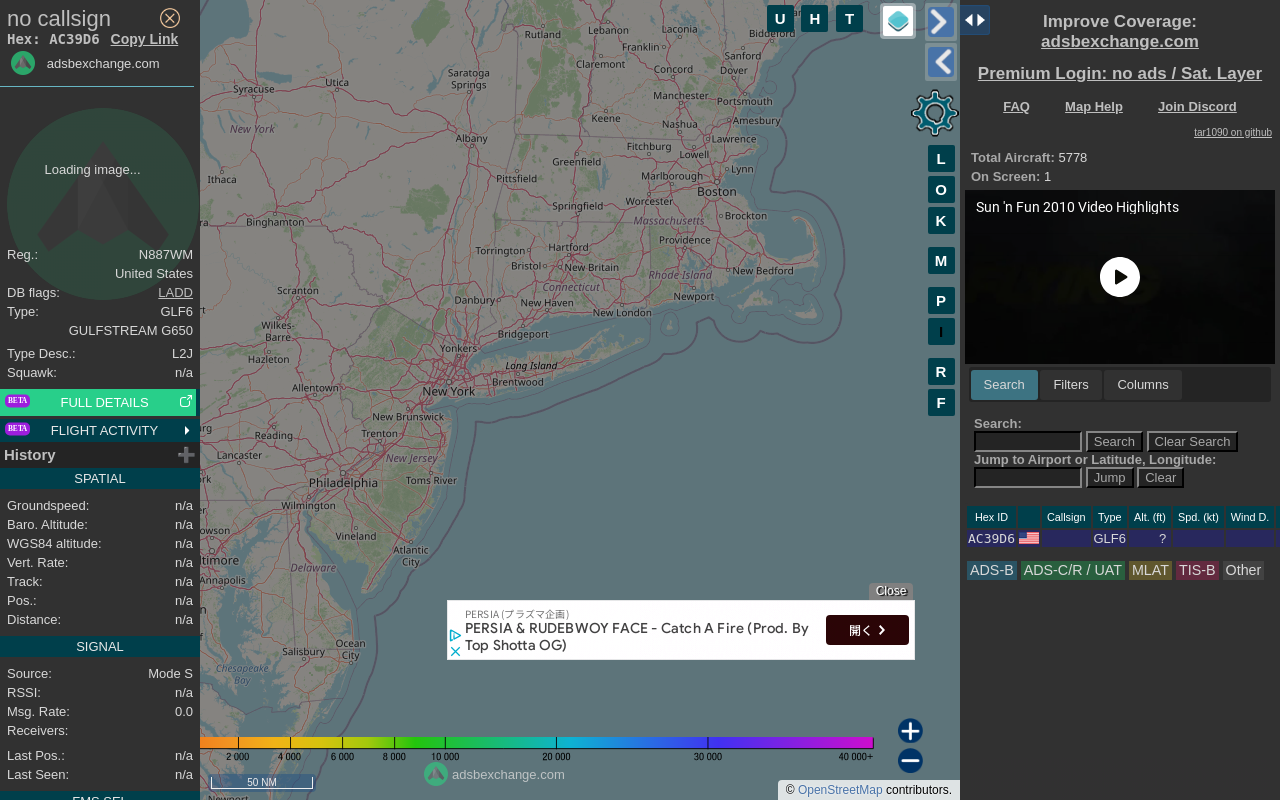 no callsign
Hex: AC39D6 Copy Link
adsbexchange.com
Loading image...
Reg.: N887WM
United States
DB flags: LADD
Type: GLF6
GULFSTREAM G650
Type Desc.: L2J
Squawk: n/a
BETA FULL DETAILS
BETA FLIGHT ACTIVITY
History
SPATIAL
Groundspeed: n/a
Baro. Altitude: n/a
WGS84 altitude: n/a
Vert. Rate: n/a
Track: n/a
Pos.: n/a
Distance: n/a
SIGNAL
Source: Mode S
RSSI: n/a
Msg. Rate: 0.0
Receivers:
Last Pos.: n/a
Last Seen: n/a
FMS SEL
U H T
L
O
K
M
P
I
R
F
Rutland
Lebanon
Laconia
Biddeford
Franklin
Sanford
Claremont
Concord
Dover
Saratoga
Springs
Utica
Syracuse
Manchester
Portsmouth
Keene
Nashua
Amesbury
New York
Albany
Lawrence
Fitchburg
Lowell
Greenfield
Lynn
Ithaca
Pittsfield
Marlborough
Boston
Worcester
Springfield
Massachusetts
Brockton
Binghamton
Providence
Hartford
Torrington
Bristol
New Britain
Rhode Island
New Bedford
Connecticut
Newport
Scranton
Danbury
New Haven
New London
Wilkes-
Barre
Bridgeport
Hazleton
Yonkers
Long Island
Allentown
New York
Brentwood
New Brunswick
Reading
Trenton
Lancaster
New Jersey
Philadelphia
Toms River
Wilmington
Vineland
Atlantic
City
Annapolis
Delaware
Ocean
City
Salisbury
Chesapeake
Bay
Newport
Close
PERSIA (プラズマ企画)
PERSIA & RUDEBWOY FACE - Catch A Fire (Prod. By
Top Shotta OG)
開く
2 000 4 000 6 000 8 000 10 000 20 000 30 000 40 000+
50 NM
adsbexchange.com
© OpenStreetMap contributors.
Improve Coverage:
adsbexchange.com
Premium Login: no ads / Sat. Layer
FAQ Map Help Join Discord
tar1090 on github
Total Aircraft: 5778
On Screen: 1
Sun 'n Fun 2010 Video Highlights
Search Filters Columns
Search:
Search Clear Search
Jump to Airport or Latitude, Longitude:
Jump Clear
Hex ID Callsign Type Alt. (ft) Spd. (kt) Wind D.
AC39D6 GLF6 ?
ADS-B ADS-C/R / UAT MLAT TIS-B Other